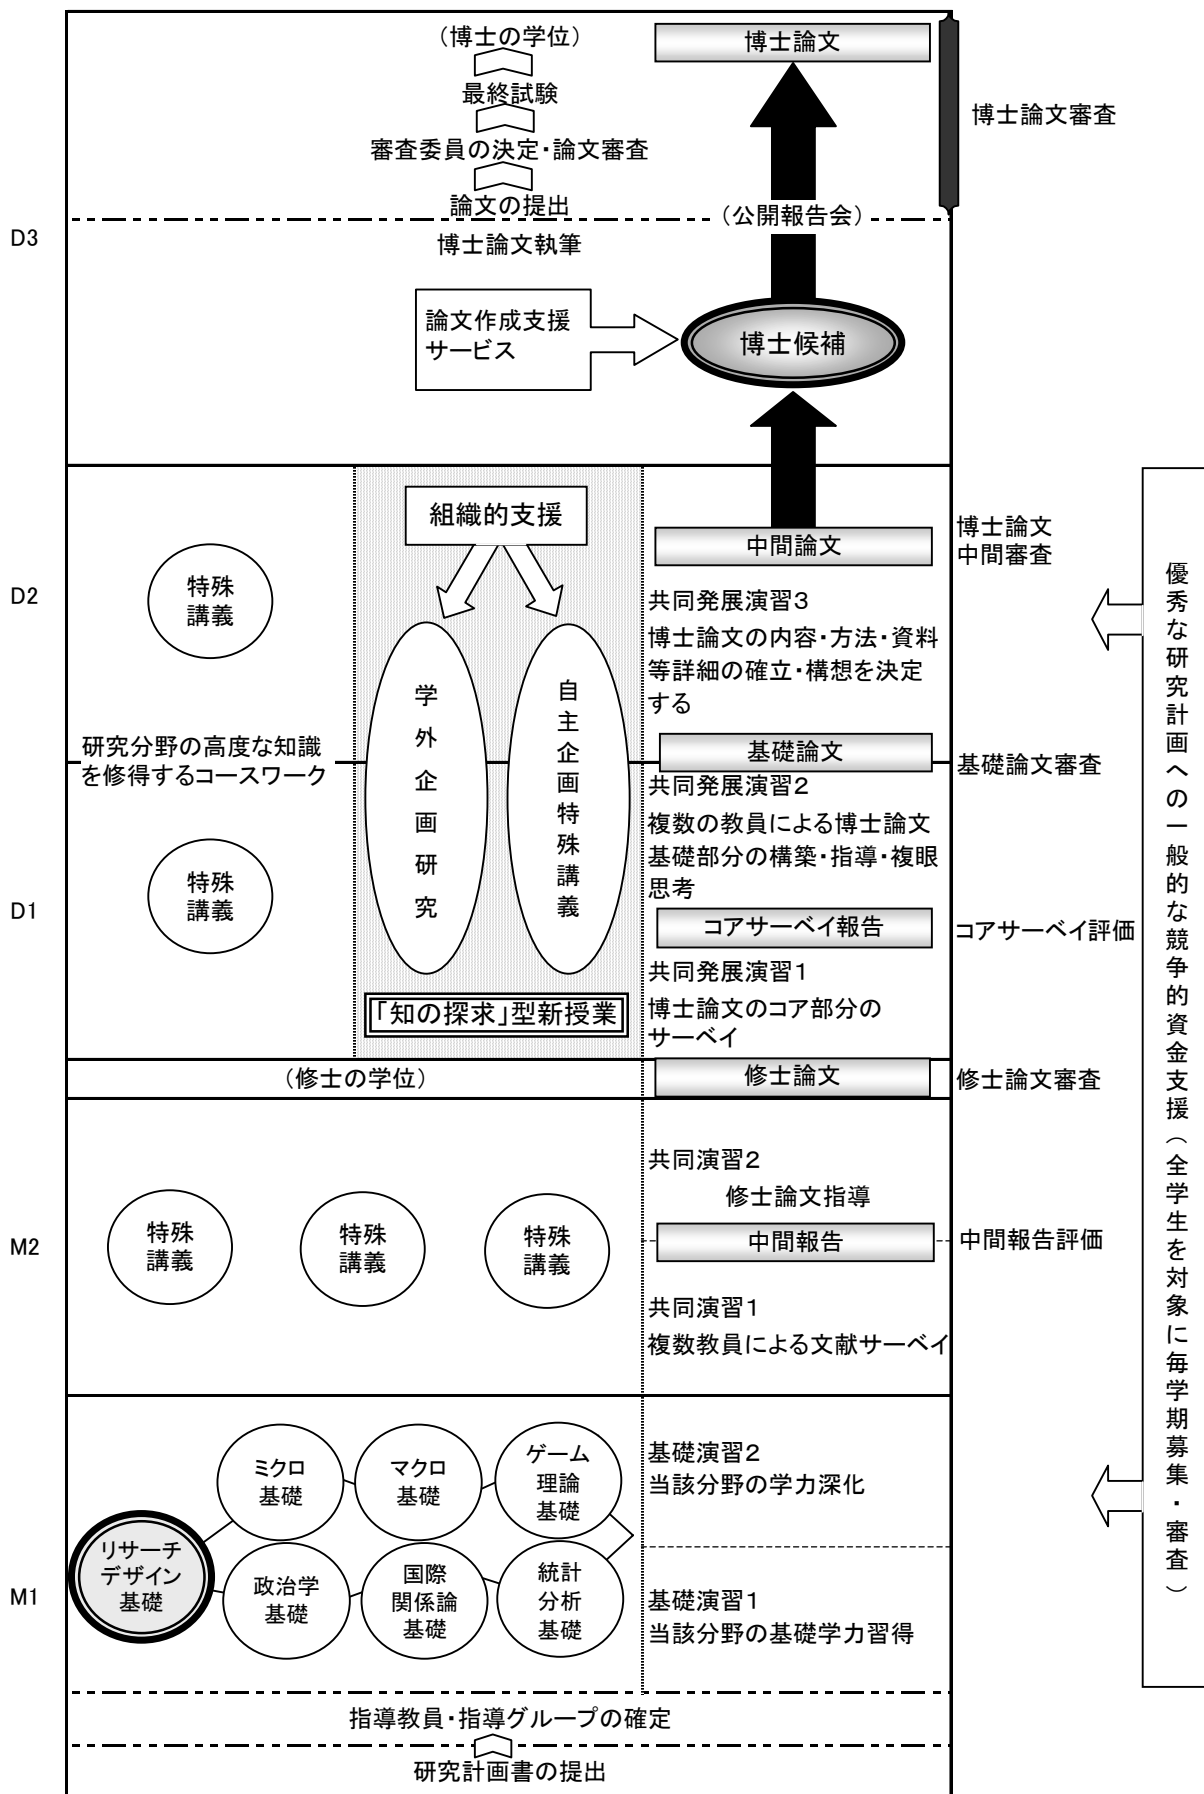 (博士の学位)
博士論文
最終試験
博士論文審査
審査委員の決定・論文審査
論文の提出
(公開報告会)
D3
博士論文執筆
論文作成支援
サービス
博士候補
組織的支援
中間論文
博士論文
中間審査
D2
特殊
講義
共同発展演習3
博士論文の内容・方法・資料
等詳細の確立・構想を決定
する
学外企画研究
自主企画特殊講義
研究分野の高度な知識
を修得するコースワーク
基礎論文
基礎論文審査
共同発展演習2
複数の教員による博士論文
基礎部分の構築・指導・複眼
思考
D1
特殊
講義
コアサーベイ報告
コアサーベイ評価
共同発展演習1
博士論文のコア部分の
サーベイ
「知の探求」型新授業
(修士の学位)
修士論文
修士論文審査
共同演習2
修士論文指導
M2
特殊
講義
特殊
講義
特殊
講義
中間報告
中間報告評価
共同演習1
複数教員による文献サーベイ
ミクロ
基礎
マクロ
基礎
ゲーム
理論
基礎
基礎演習2
当該分野の学力深化
M1
リサーチ
デザイン
基礎
政治学
基礎
国際
関係論
基礎
統計
分析
基礎
基礎演習1
当該分野の基礎学力習得
指導教員・指導グループの確定
研究計画書の提出
優秀な研究計画への一般的な競争的資金支援(全学生を対象に毎学期募集・審査)